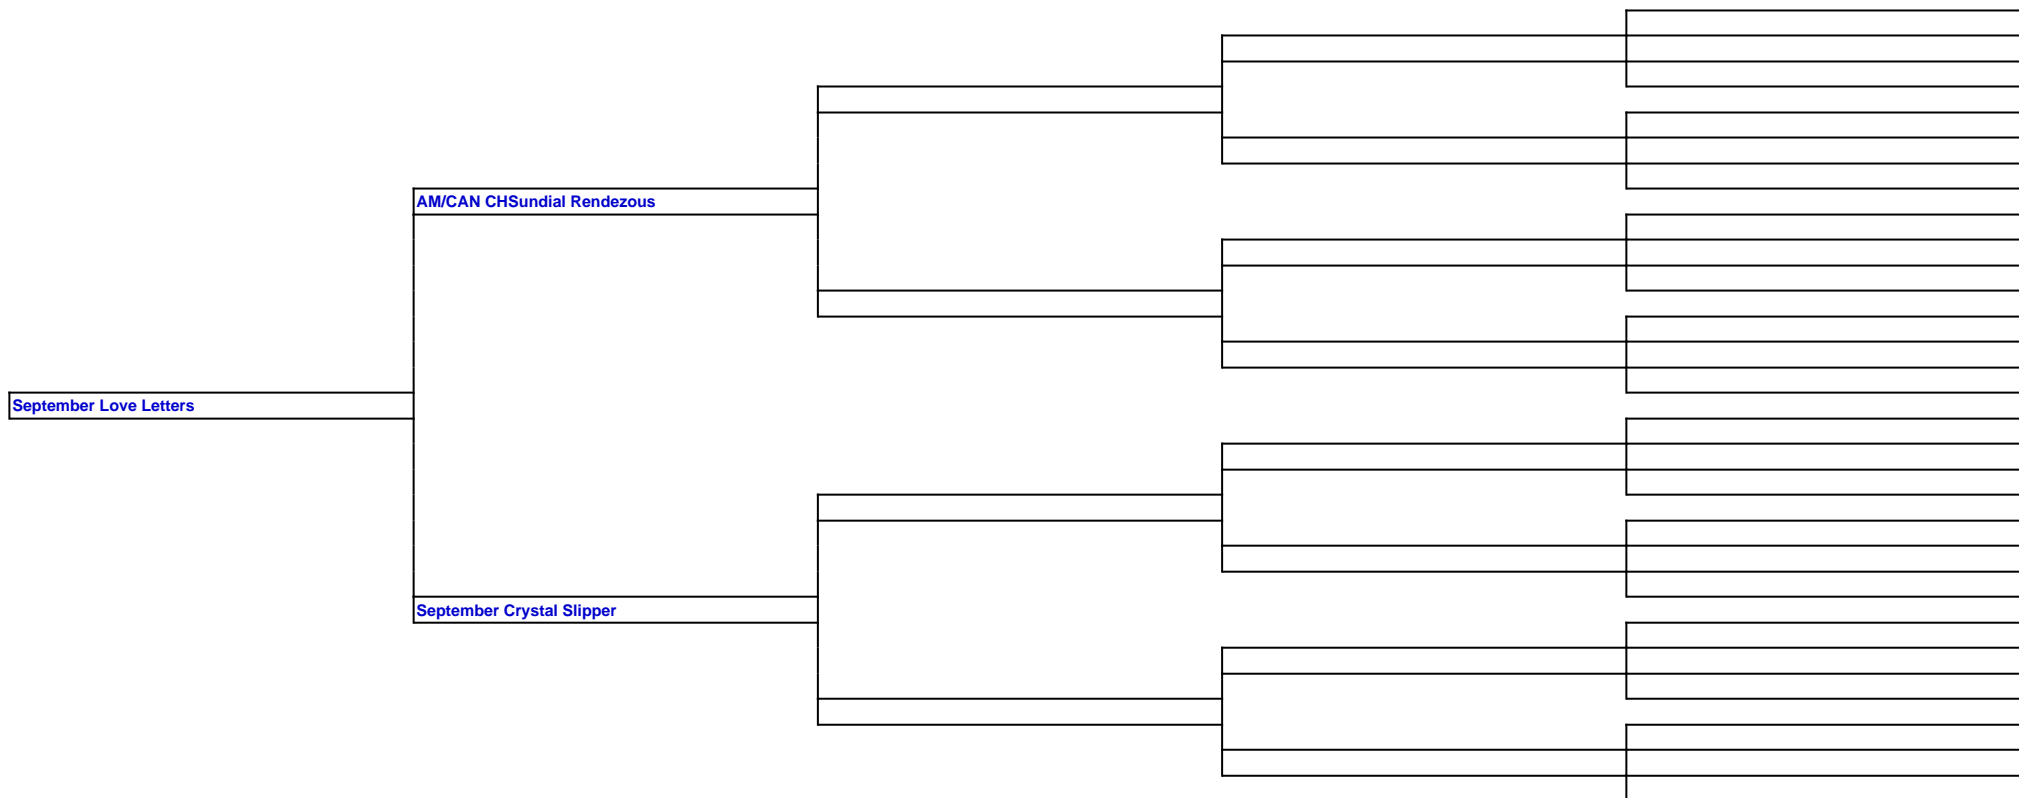 AM/CAN CHSundial Rendezous
September Love Letters
September Crystal Slipper